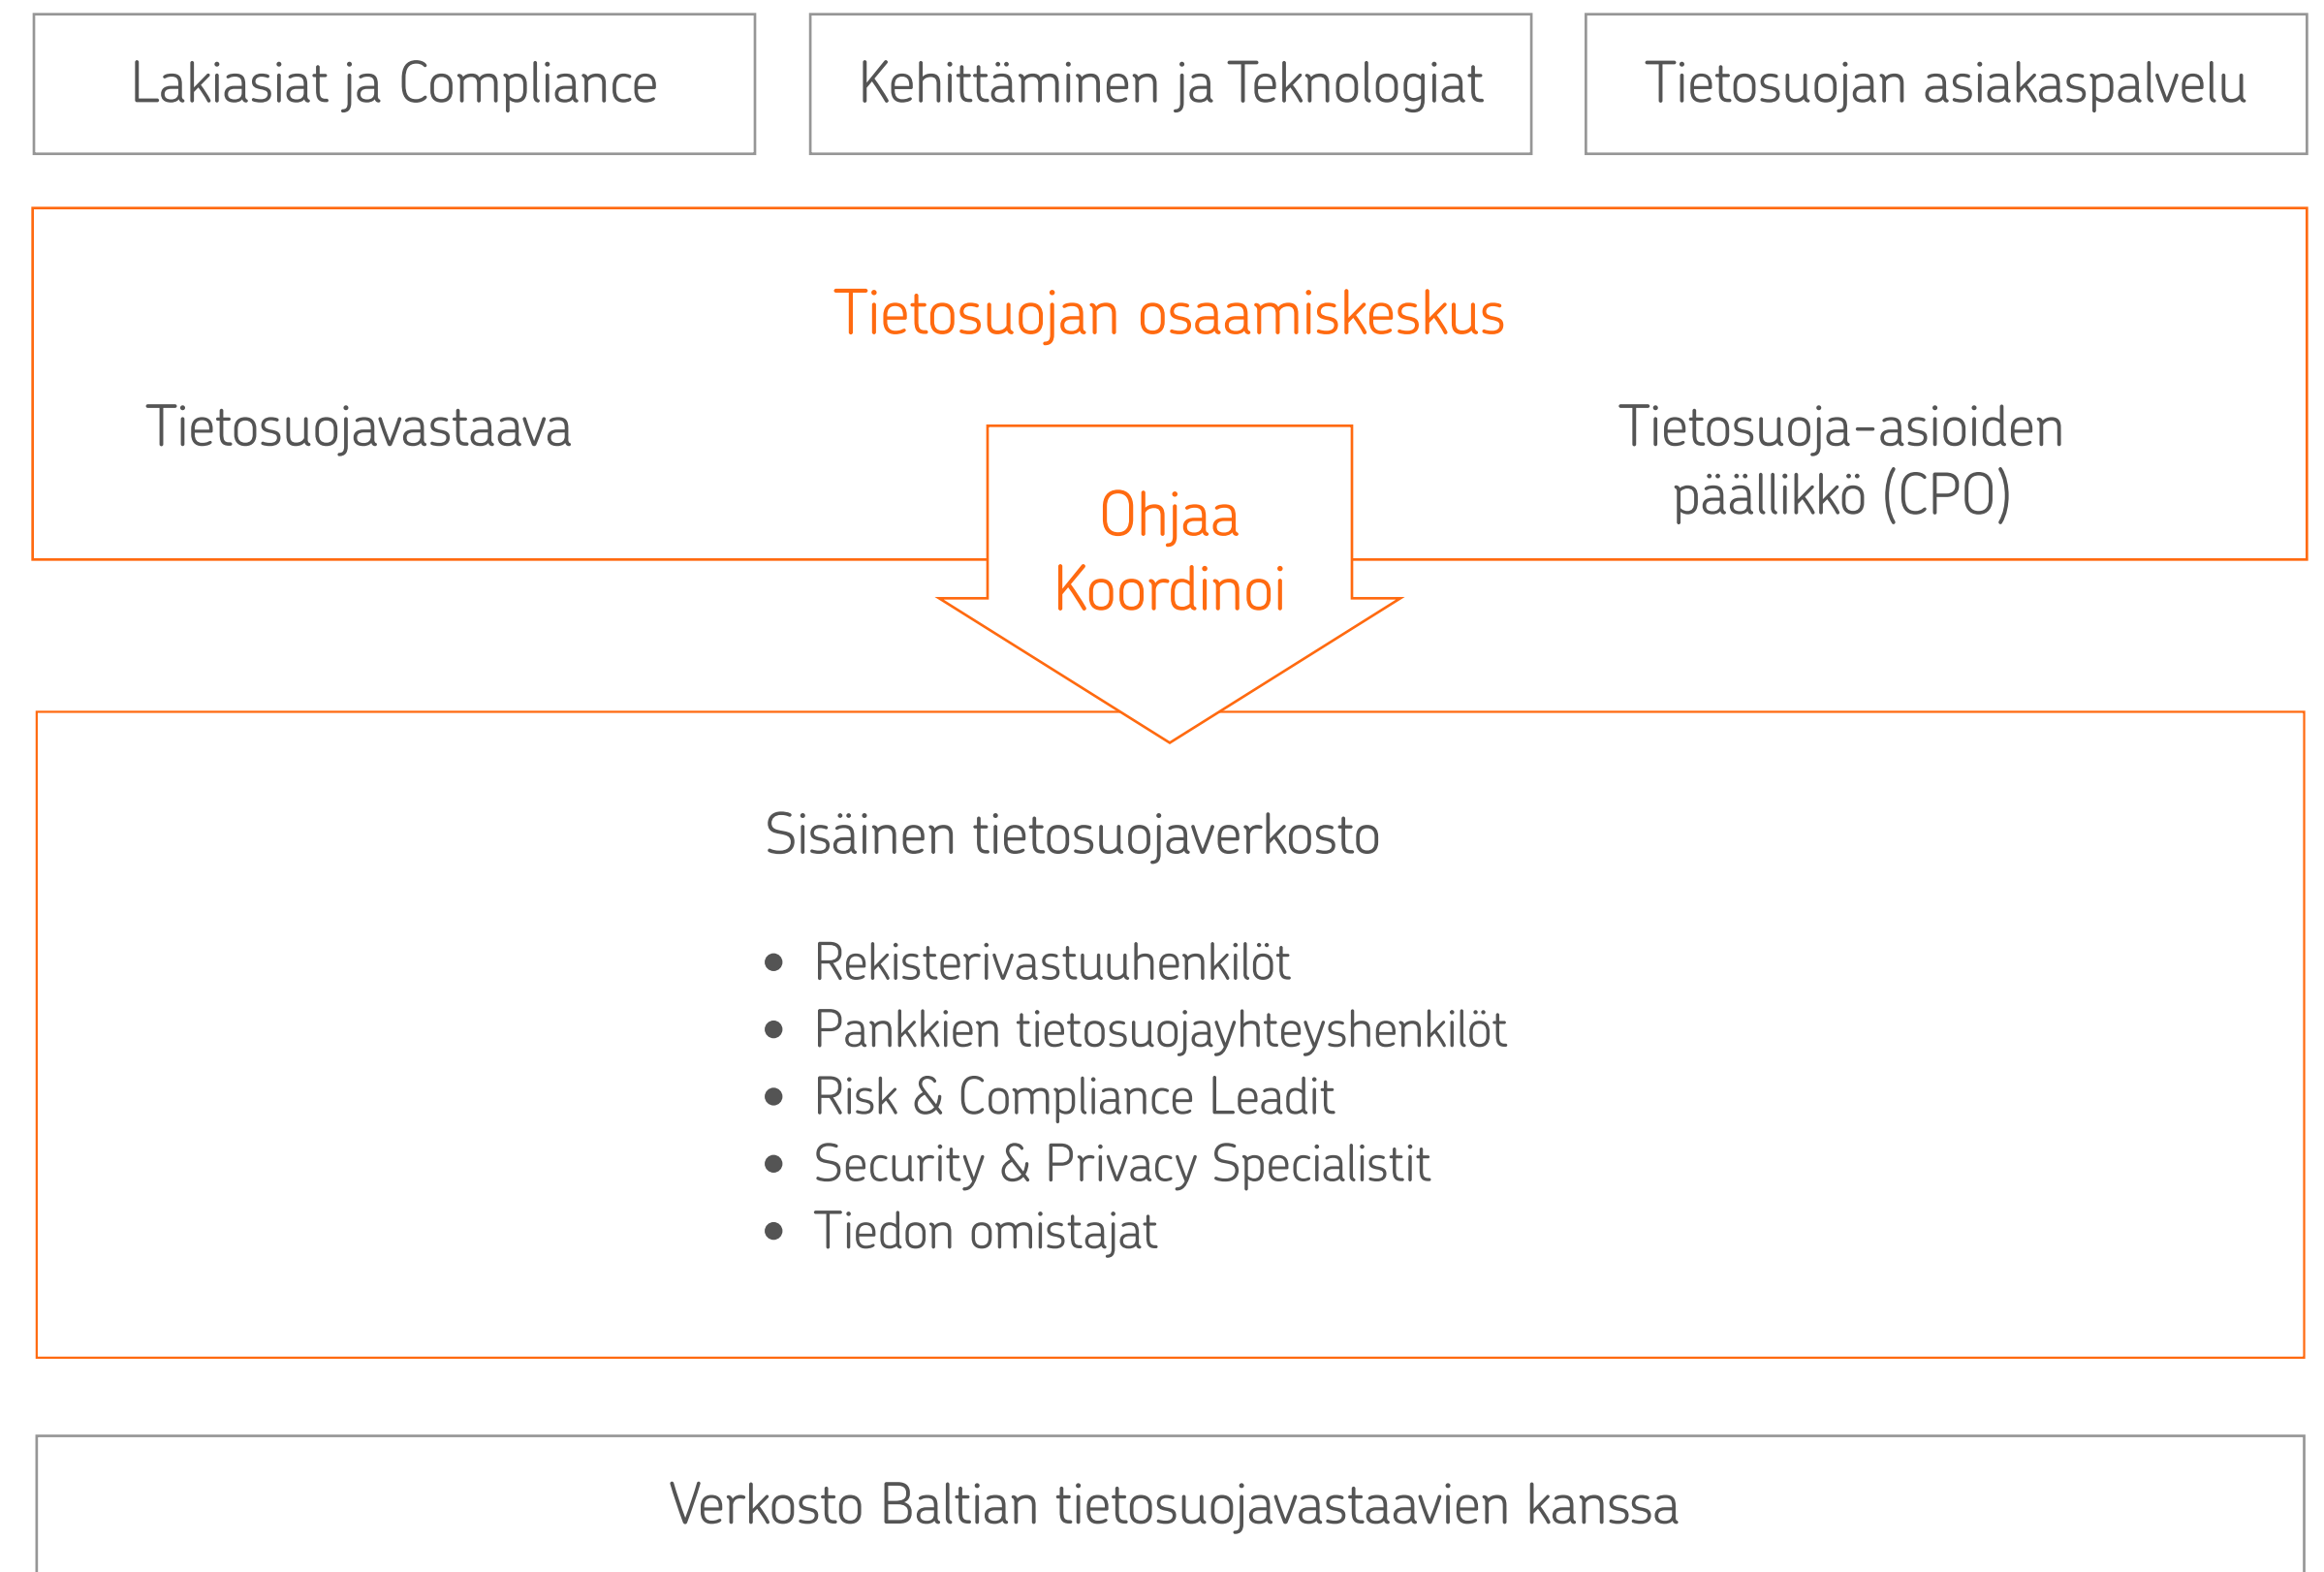 Lakiasiat ja Compliance
Kehittäminen ja Teknologiat
Tietosuojan asiakaspalvelu
Tietosuojan osaamiskeskus
Tietosuojavastaava
Tietosuoja-asioiden
päällikkö (CPO)
Ohjaa
Koordinoi
Sisäinen tietosuojaverkosto
● Rekisterivastuuhenkilöt
● Pankkien tietosuojayhteyshenkilöt
● Risk & Compliance Leadit
● Security & Privacy Specialistit
● Tiedon omistajat
Verkosto Baltian tietosuojavastaavien kanssa